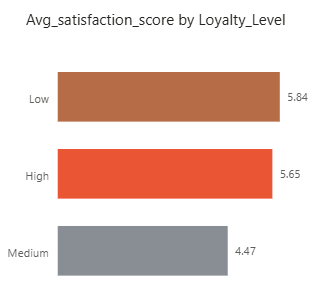 Avg_satisfaction_score by Loyalty_Level
Low 5.84
High 5.65
Medium 4.47